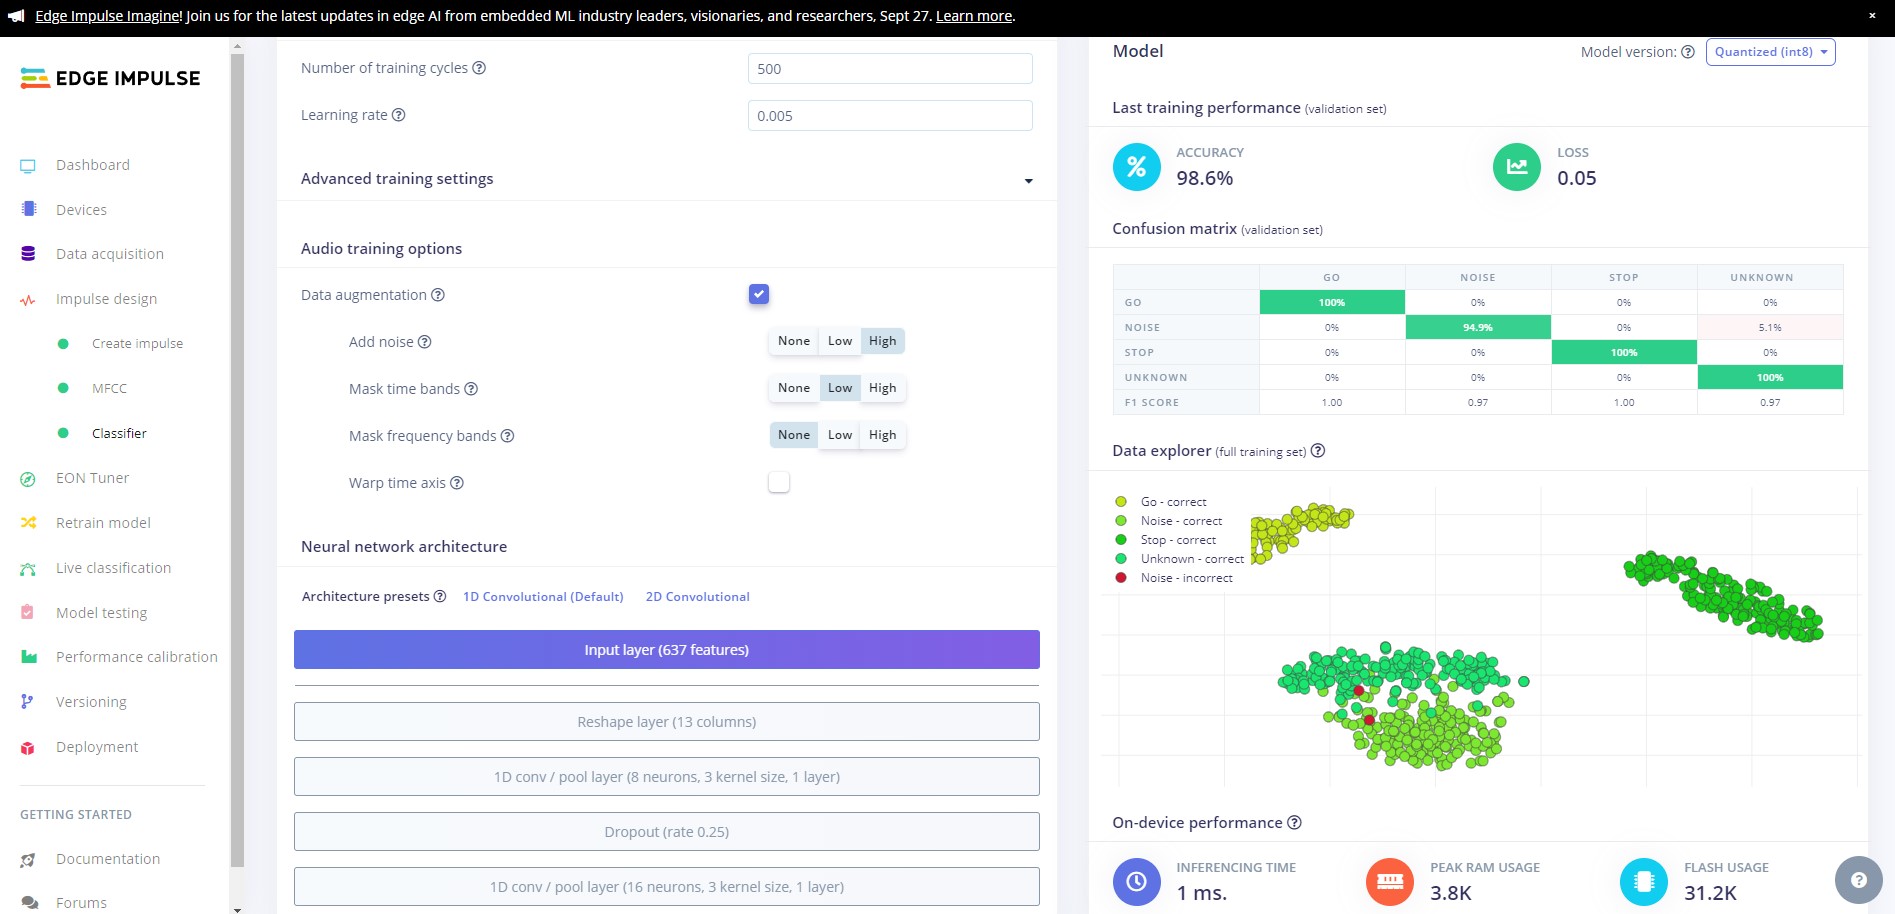 Edge Impulse Imagine! Join us for the latest updates in edge AI from embedded ML industry leaders, visionaries, and researchers, Sept 27. Learn more.
×
EDGE IMPULSE
Dashboard
Devices
Data acquisition
Impulse design
Create impulse
MFCC
Classifier
EON Tuner
Retrain model
Live classification
Model testing
Performance calibration
Versioning
Deployment
GETTING STARTED
Documentation
Forums
Number of training cycles ?
500
Learning rate ?
0.005
Advanced training settings
Audio training options
Data augmentation ?
Add noise ?
None Low High
Mask time bands ?
None Low High
Mask frequency bands ?
None Low High
Warp time axis ?
Neural network architecture
Architecture presets ? 1D Convolutional (Default) 2D Convolutional
Input layer (637 features)
Reshape layer (13 columns)
1D conv / pool layer (8 neurons, 3 kernel size, 1 layer)
Dropout (rate 0.25)
1D conv / pool layer (16 neurons, 3 kernel size, 1 layer)
Model
Model version: ? Quantized (int8)
Last training performance (validation set)
%
ACCURACY
98.6%
LOSS
0.05
Confusion matrix (validation set)
GO NOISE STOP UNKNOWN
GO 100% 0% 0% 0%
NOISE 0% 94.9% 0% 5.1%
STOP 0% 0% 100% 0%
UNKNOWN 0% 0% 0% 100%
F1 SCORE 1.00 0.97 1.00 0.97
Data explorer (full training set) ?
Go - correct
Noise - correct
Stop - correct
Unknown - correct
Noise - incorrect
On-device performance ?
INFERENCING TIME
1 ms.
PEAK RAM USAGE
3.8K
FLASH USAGE
31.2K
?